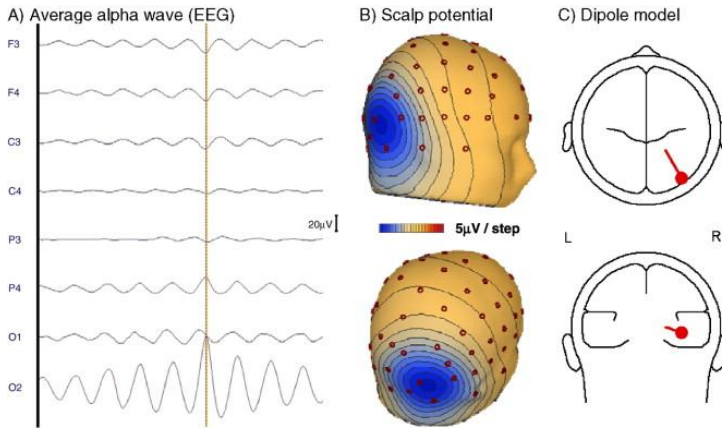 A) Average alpha wave (EEG)
B) Scalp potential
C) Dipole model
F3
F4
C3
C4
P3
P4
O1
O2
20µV
5µV / step
L
R